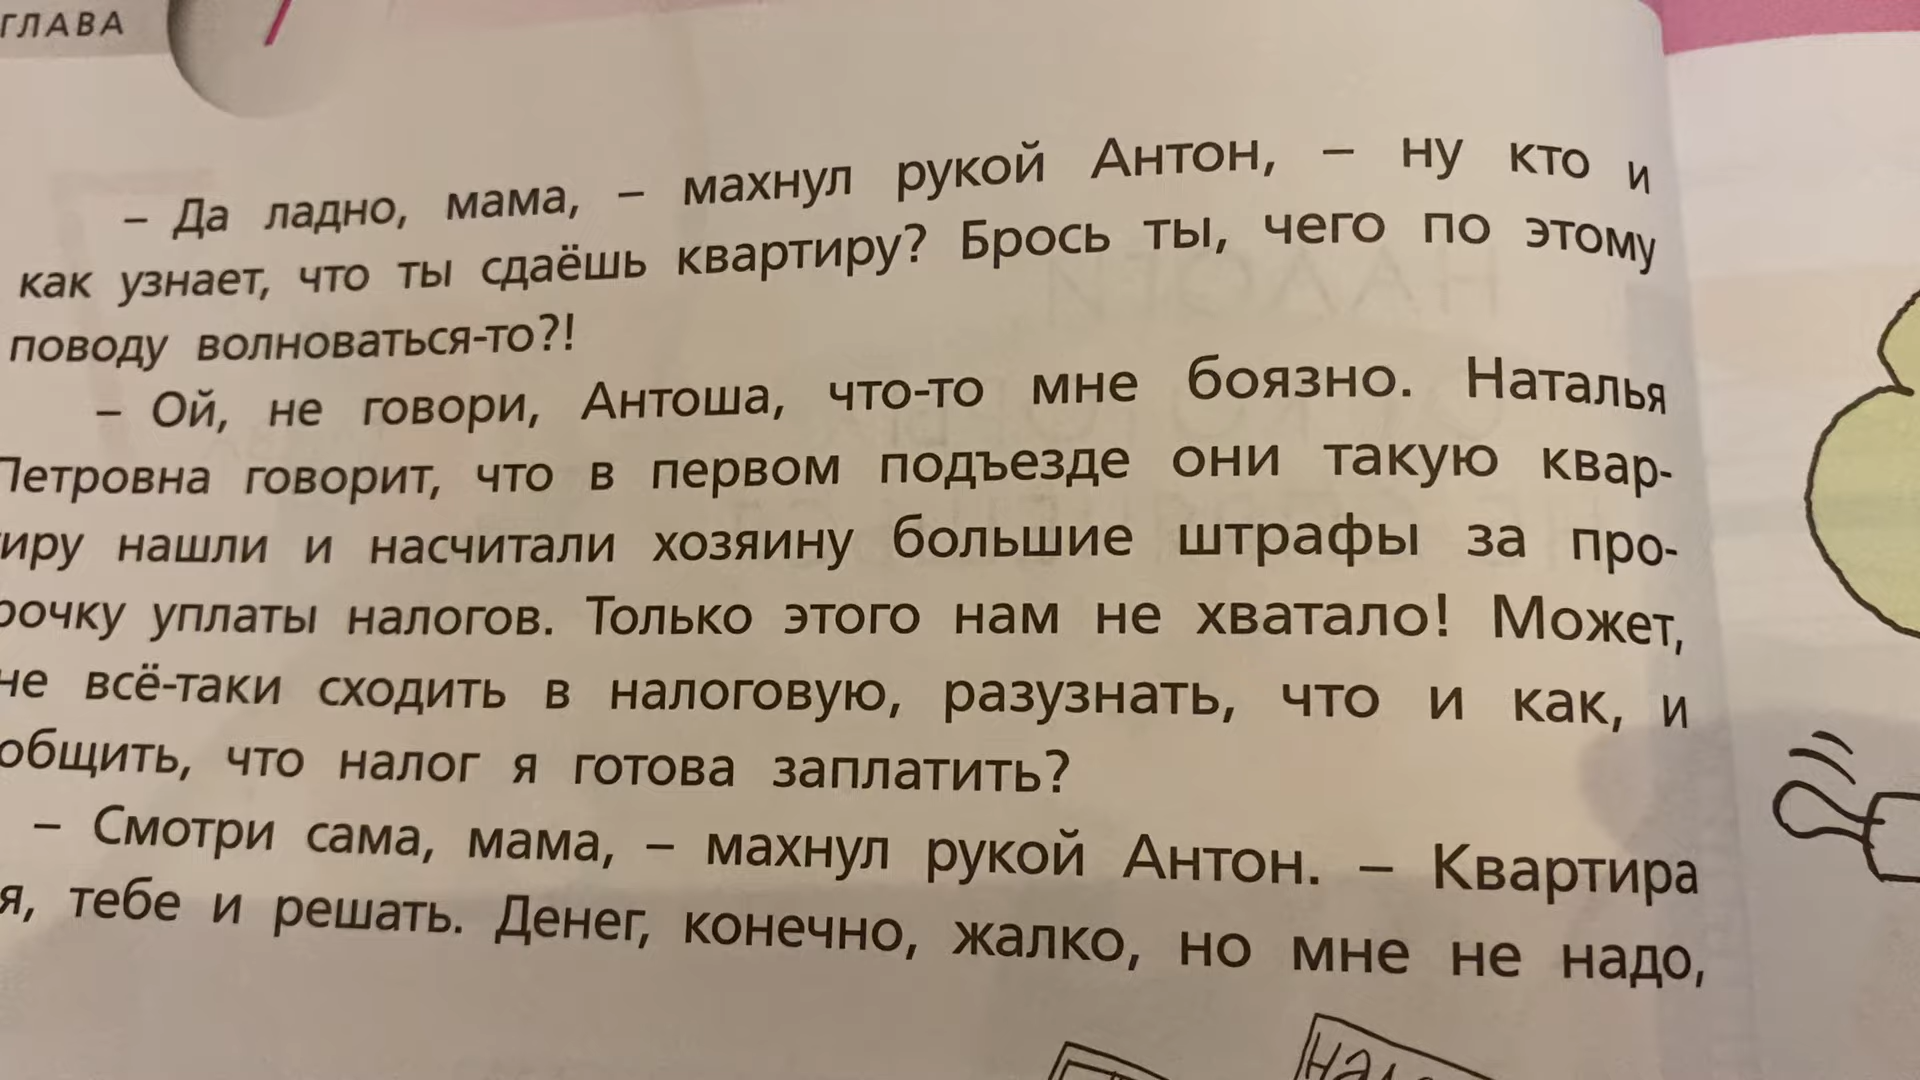 ГЛАВА
– Да ладно, мама, – махнул рукой Антон, – ну кто и
как узнает, что ты сдаёшь квартиру? Брось ты, чего по этому
поводу волноваться-то?!
– Ой, не говори, Антоша, что-то мне боязно. Наталья
Петровна говорит, что в первом подъезде они такую квар-
иру нашли и насчитали хозяину большие штрафы за про-
рочку уплаты налогов. Только этого нам не хватало! Может,
не всё-таки сходить в налоговую, разузнать, что и как, и
общить, что налог я готова заплатить?
– Смотри сама, мама, – махнул рукой Антон. – Квартира
я, тебе и решать. Денег, конечно, жалко, но мне не надо,